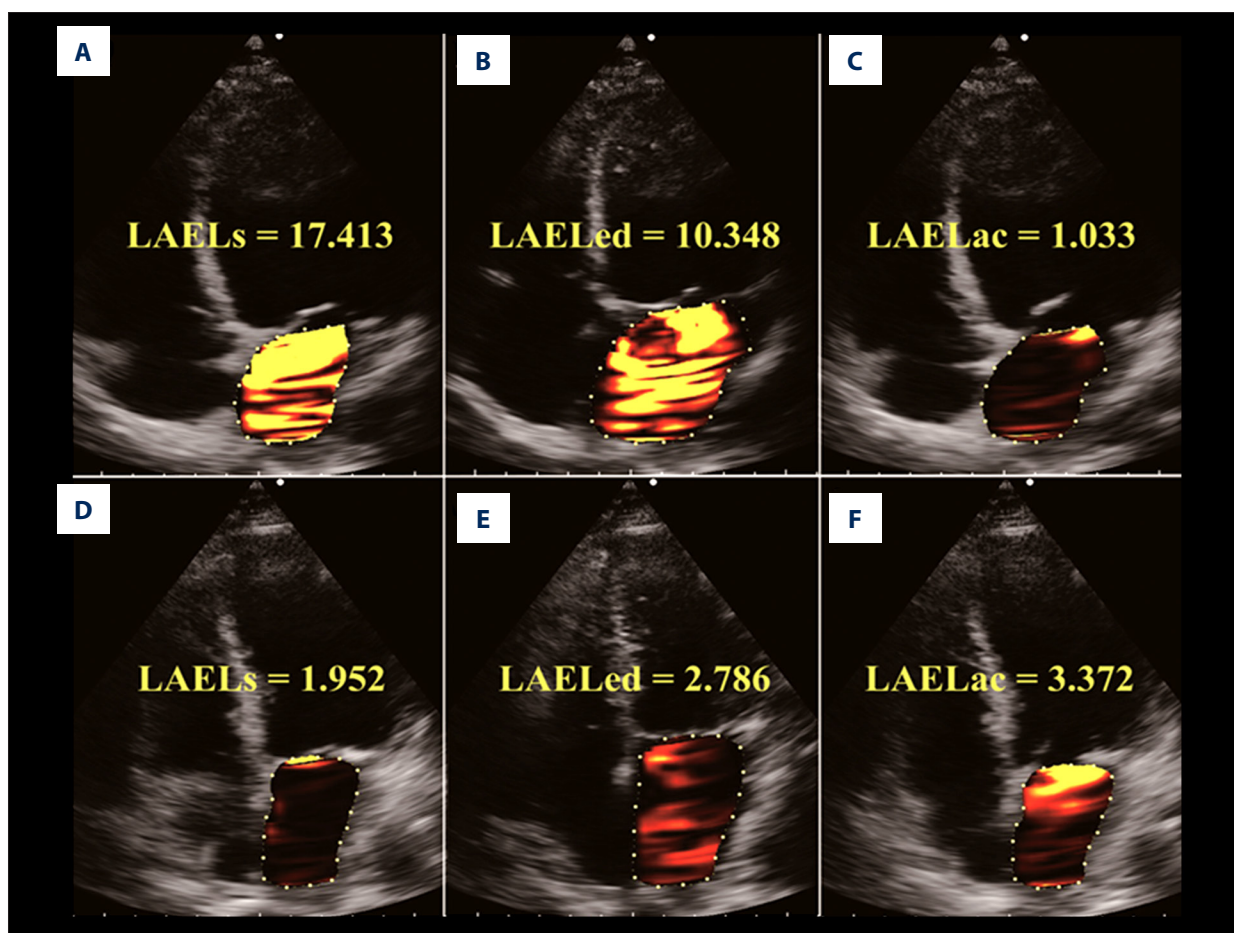 A
B
C
LAELs = 17.413
LAELed = 10.348
LAELac = 1.033
D
E
F
LAELs = 1.952
LAELed = 2.786
LAELac = 3.372